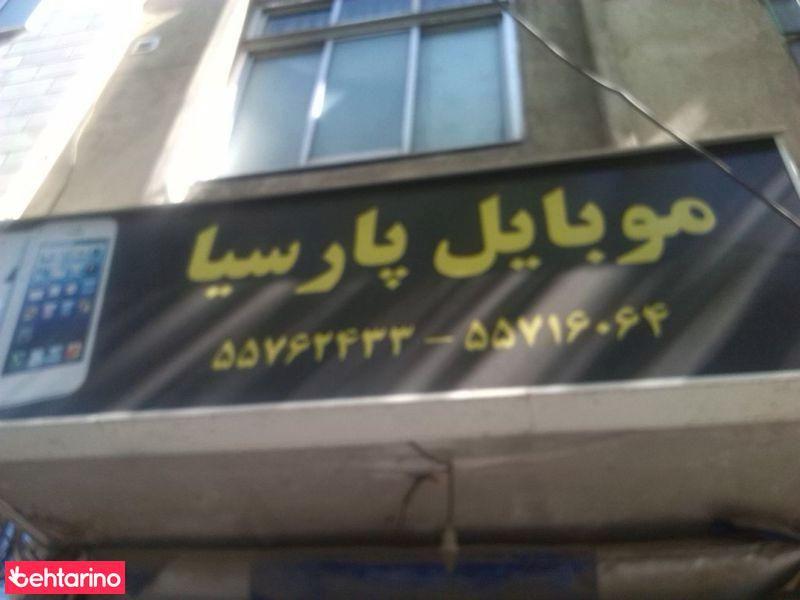 موبایل پارسیا
۵۵۷۶۲۴۳۳ - ۵۵۷۱۶۰۶۴
behtarino